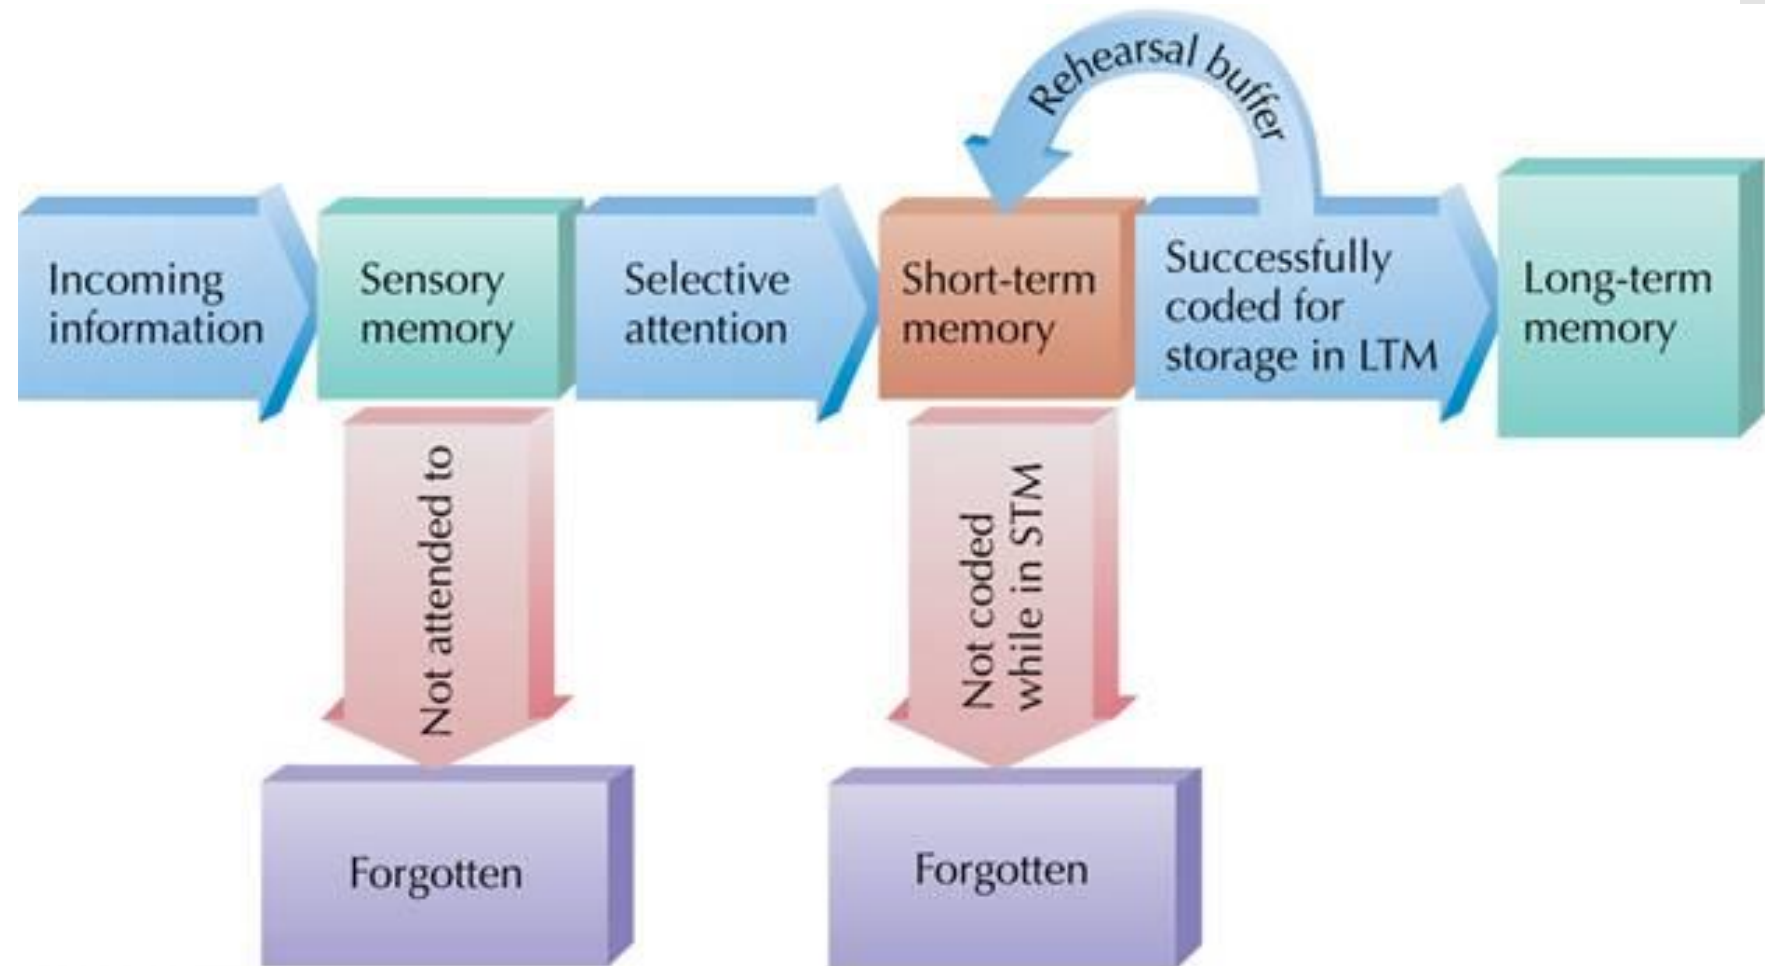 Rehearsal buffer
Incoming
information
Sensory
memory
Selective
attention
Short-term
memory
Successfully
coded for
storage in LTM
Long-term
memory
Not attended to
Not coded
while in STM
Forgotten
Forgotten